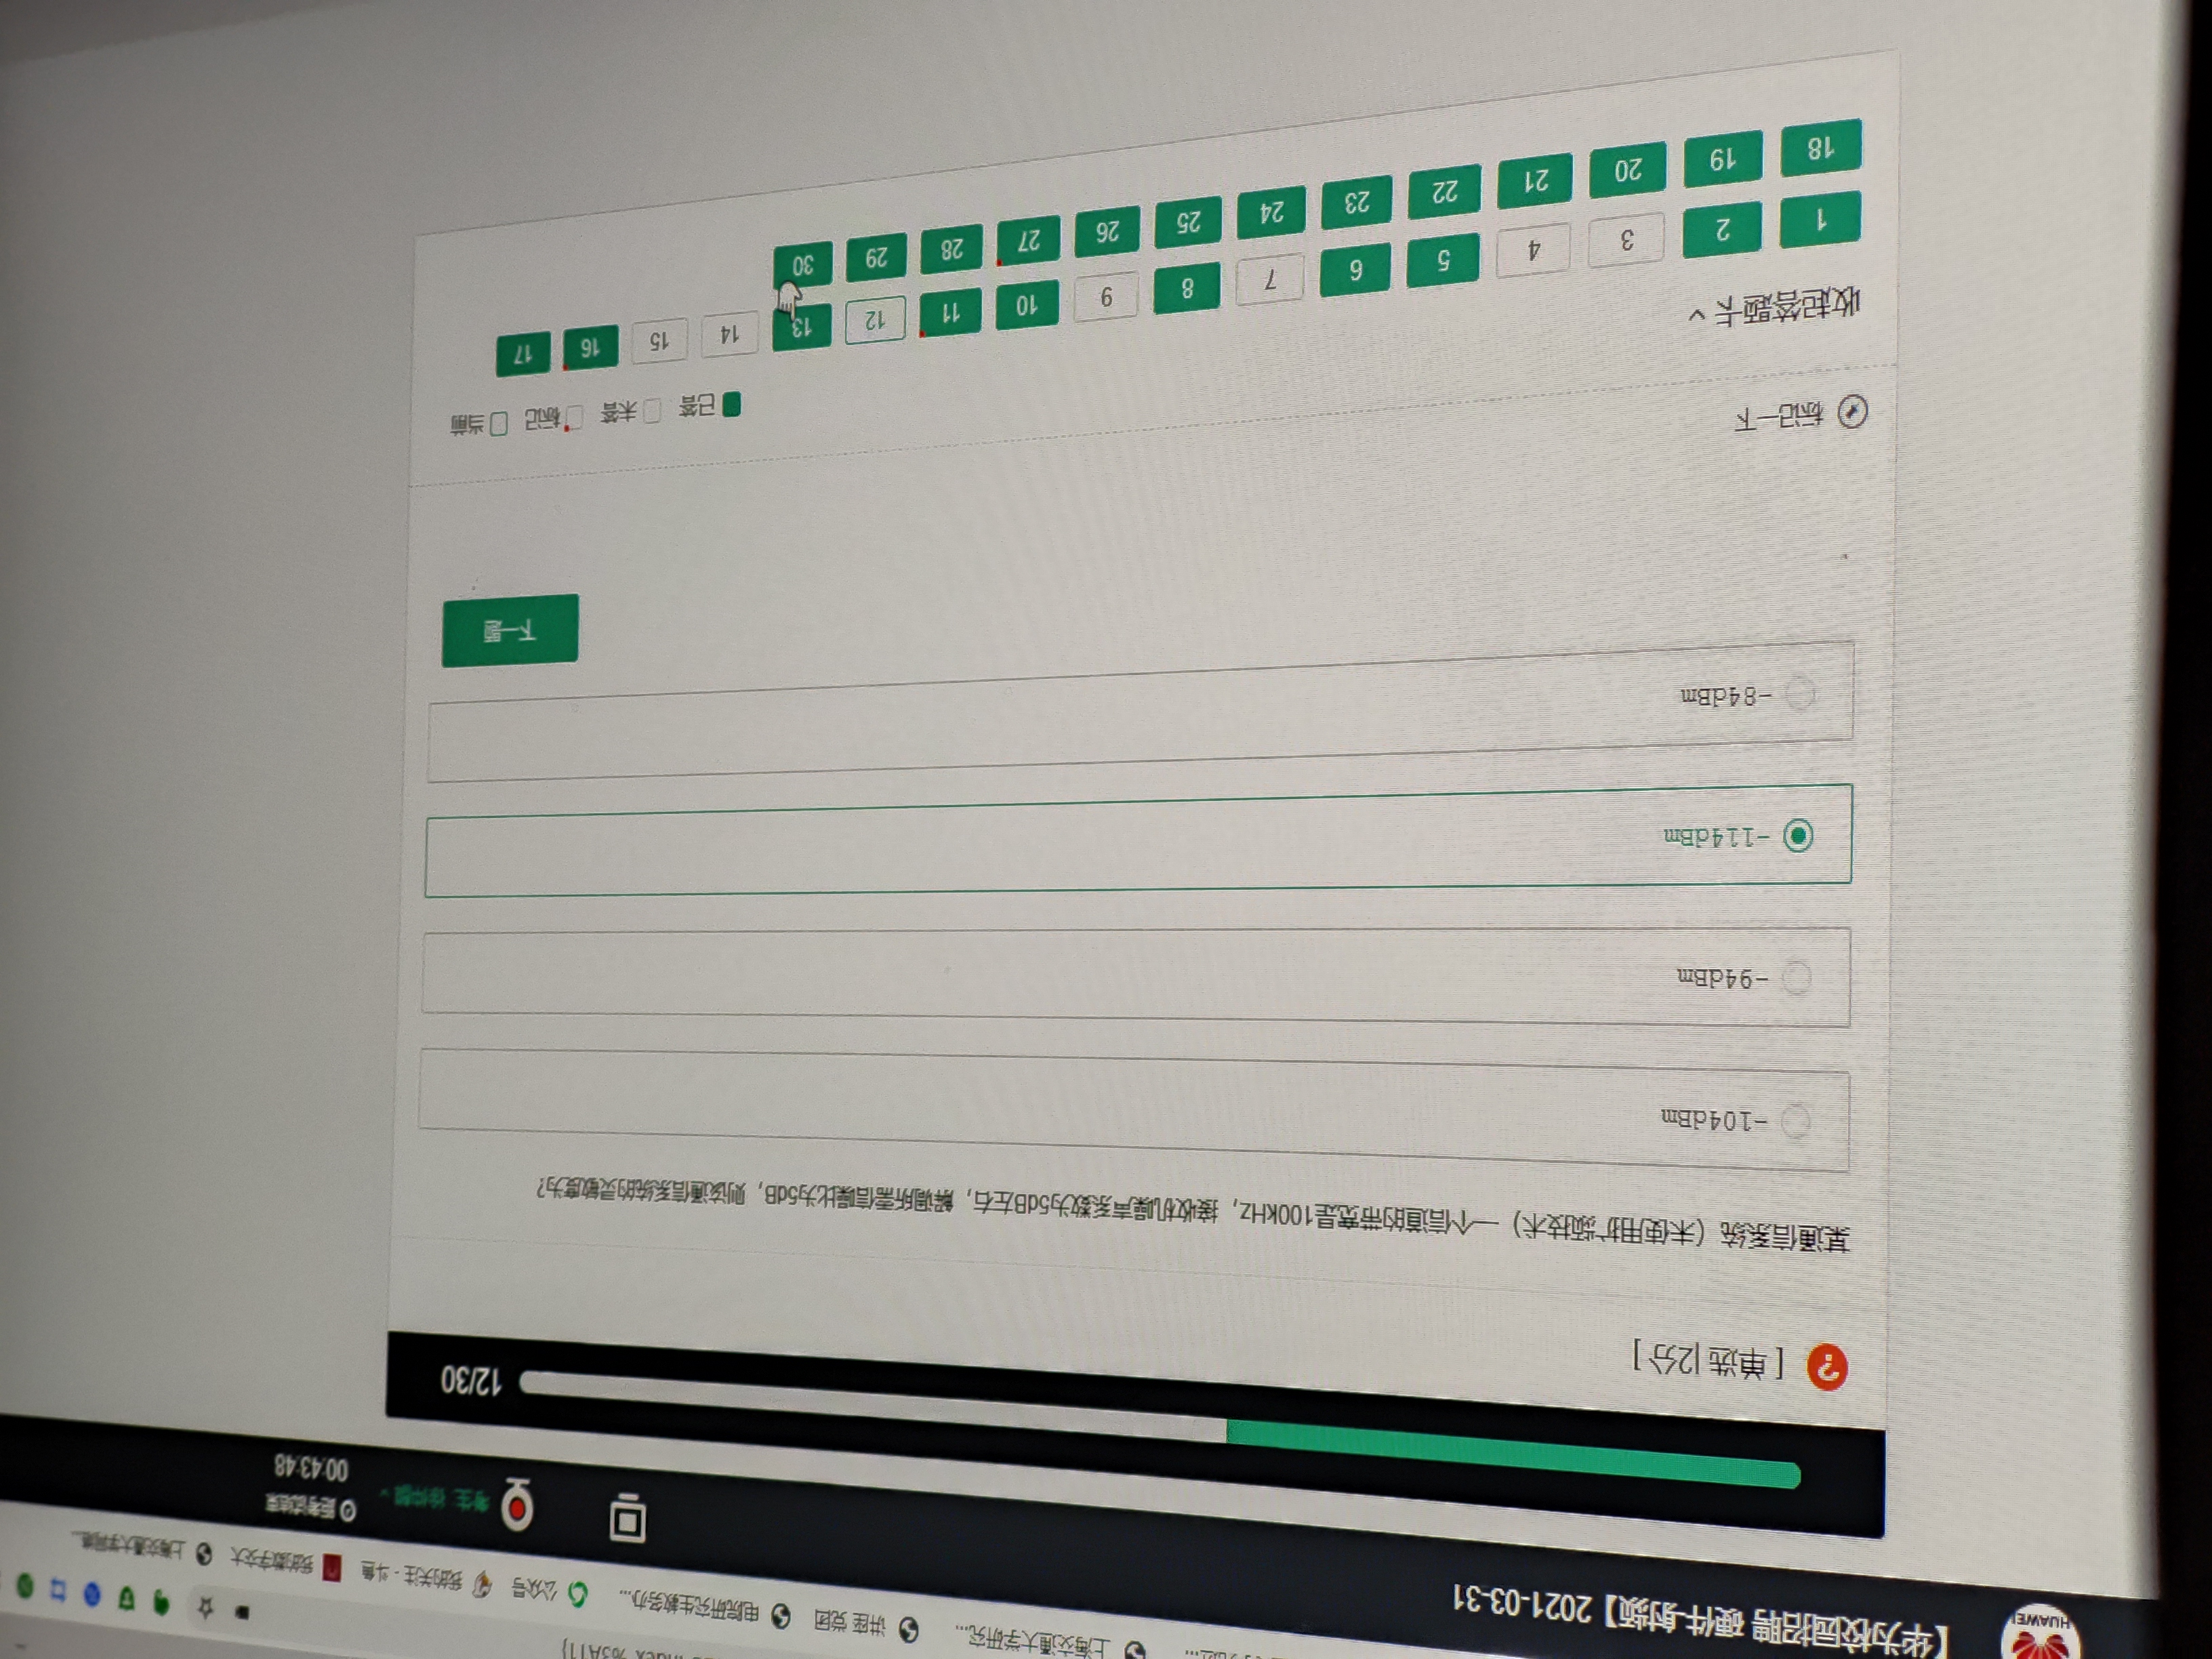 上海交通大学研究...
讲座 党团
电院研究生教务办...
公众号
我的关注 - 斗鱼
我的数字交大
HUAWEI
【华为校园招聘 硬件-射频】2021-03-31
考生
距考试结束
00:43:48
12/30
?
[ 单选 |2分 ]
某通信系统（未使用扩频技术）一个信道的带宽是100kHz，接收机噪声系数为5dB左右，解调所需信噪比为5dB，则该通信系统的灵敏度为?
-104dBm
-94dBm
-114dBm
-84dBm
下一题
标记一下
已答 未答 标记 当前
收起答题卡
1 2 3 4 5 6 7 8 9 10 11 12 13 14 15 16 17
18 19 20 21 22 23 24 25 26 27 28 29 30